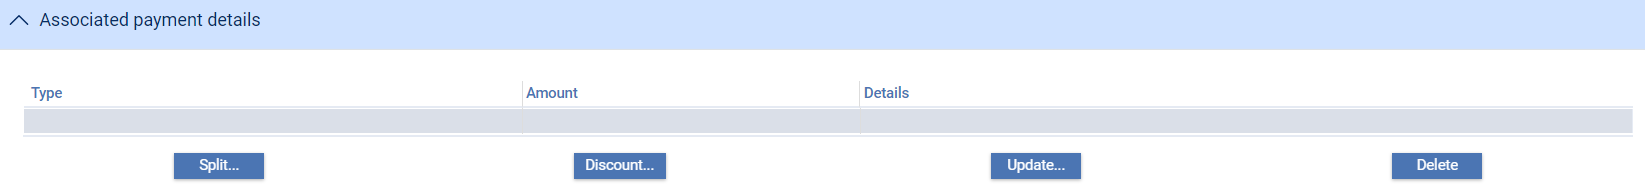 Associated payment details
Type Amount Details
Split... Discount... Update... Delete